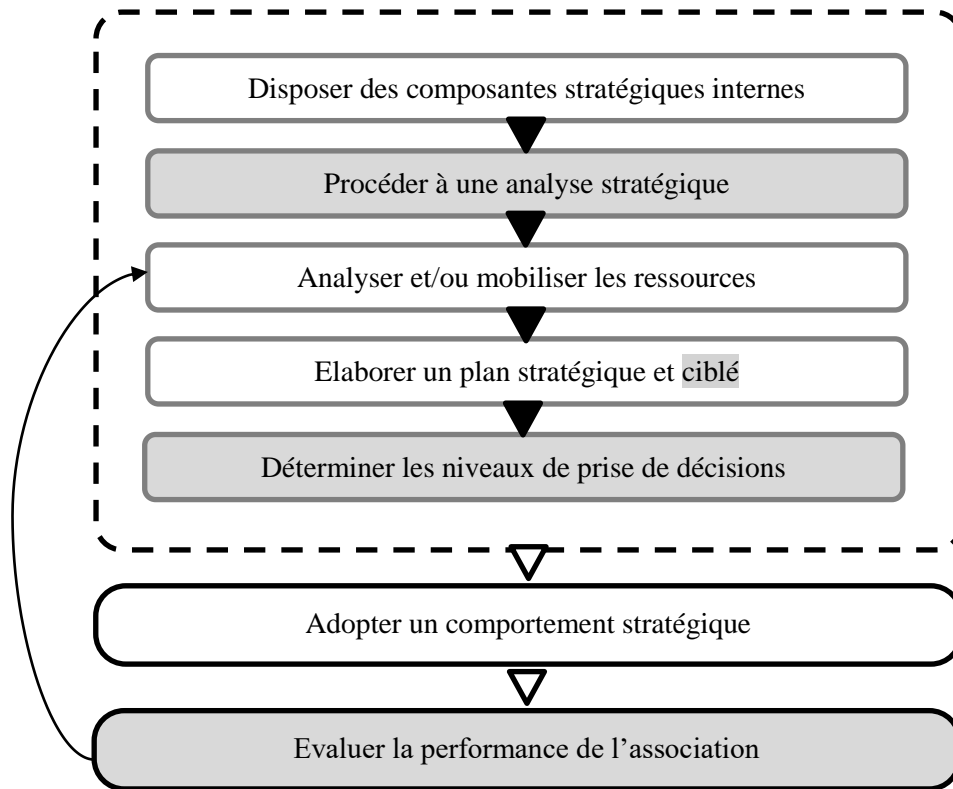 Disposer des composantes stratégiques internes
Procéder à une analyse stratégique
Analyser et/ou mobiliser les ressources
Elaborer un plan stratégique et ciblé
Déterminer les niveaux de prise de décisions
Adopter un comportement stratégique
Evaluer la performance de l’association